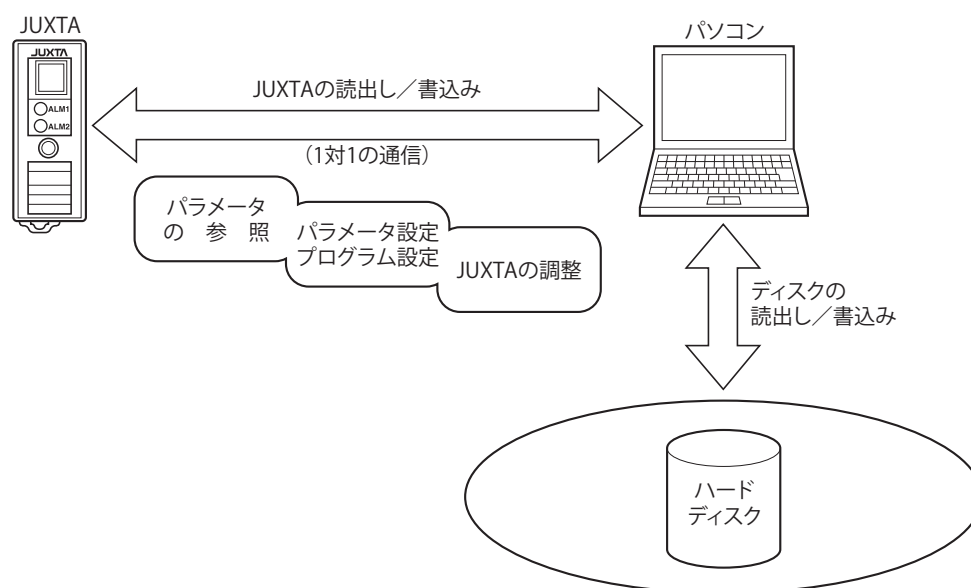 JUXTA
JUXTA
ALM1
ALM2
パソコン
JUXTAの読出し／書込み
(1対1の通信)
パラメータ
の 参 照
パラメータ設定
プログラム設定
JUXTAの調整
ディスクの
読出し／書込み
ハード
ディスク